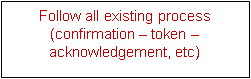 Follow all existing process
(confirmation – token –
acknowledgement, etc)